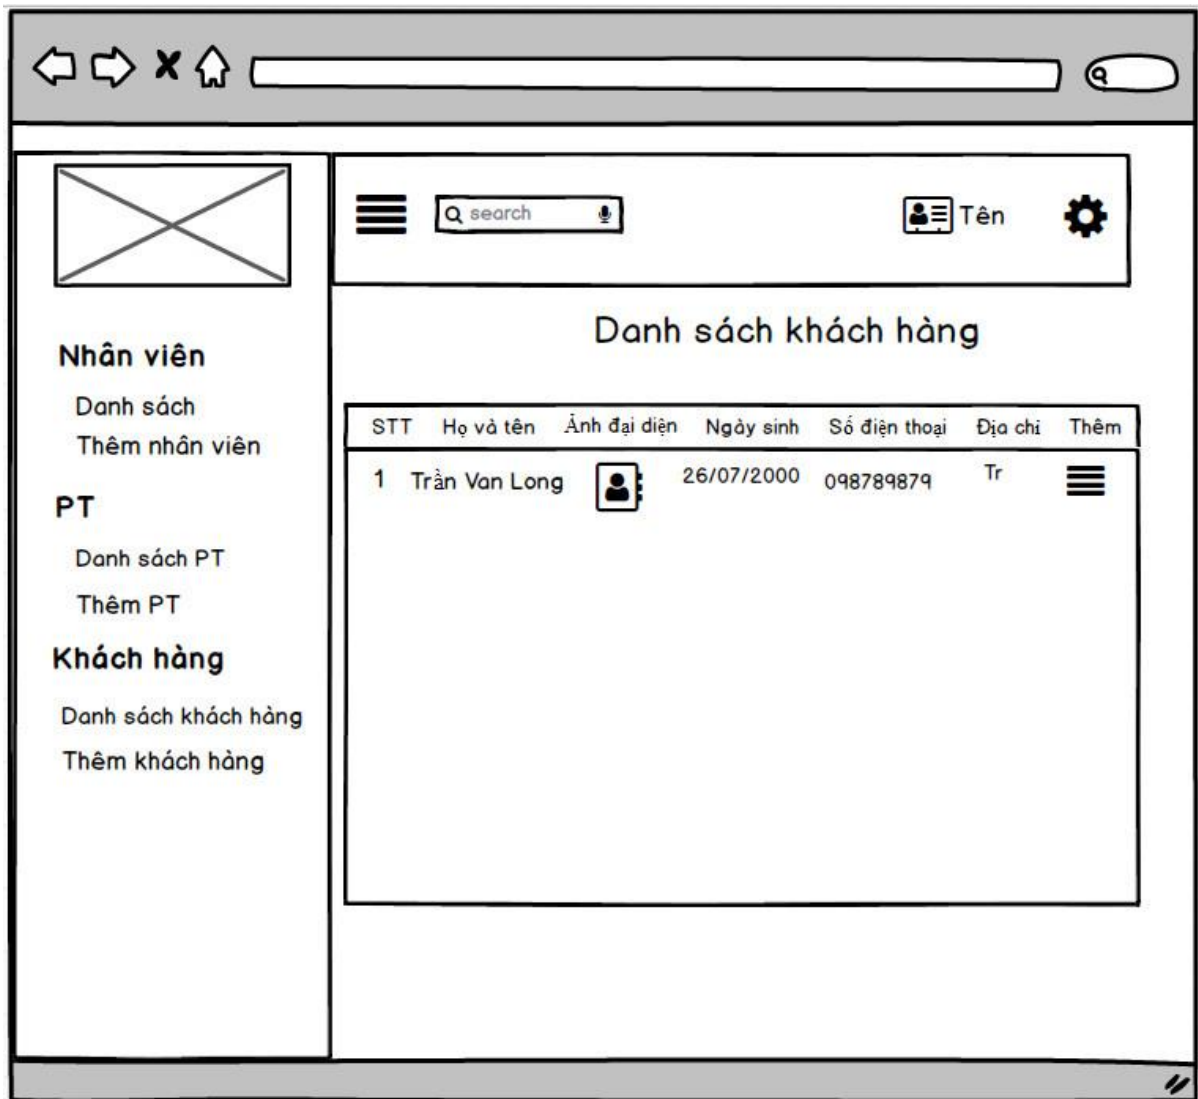 search
Tên
Nhân viên
Danh sách
Thêm nhân viên
PT
Danh sách PT
Thêm PT
Khách hàng
Danh sách khách hàng
Thêm khách hàng
Danh sách khách hàng
STT Họ và tên Ảnh đại diện Ngày sinh Số điện thoại Địa chỉ Thêm
1 Trần Van Long 26/07/2000 098789879 Tr